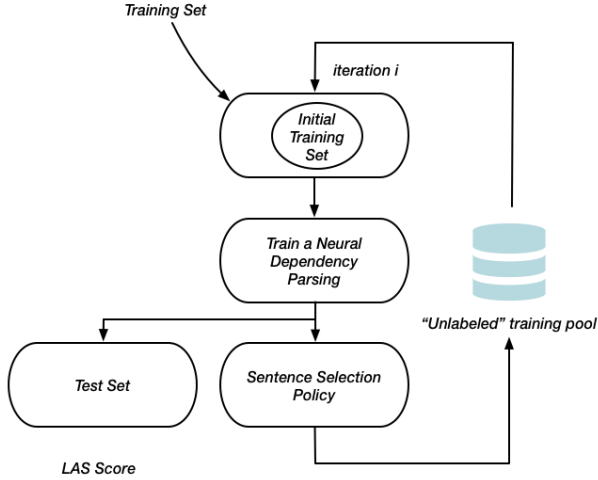 Training Set
iteration i
Initial
Training
Set
Train a Neural
Dependency
Parsing
“Unlabeled” training pool
Test Set
Sentence Selection
Policy
LAS Score